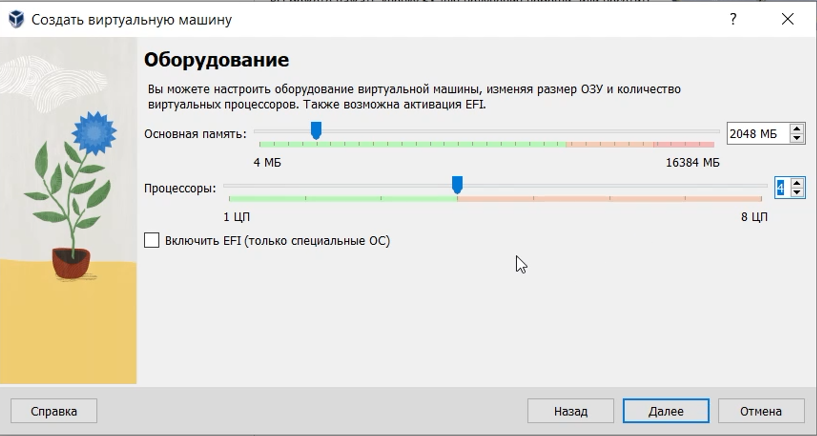 Создать виртуальную машину
?
Оборудование
Вы можете настроить оборудование виртуальной машины, изменяя размер ОЗУ и количество
виртуальных процессоров. Также возможна активация EFI.
Основная память:
2048 МБ
4 МБ
16384 МБ
Процессоры:
4
1 ЦП
8 ЦП
Включить EFI (только специальные ОС)
Справка
Назад
Далее
Отмена